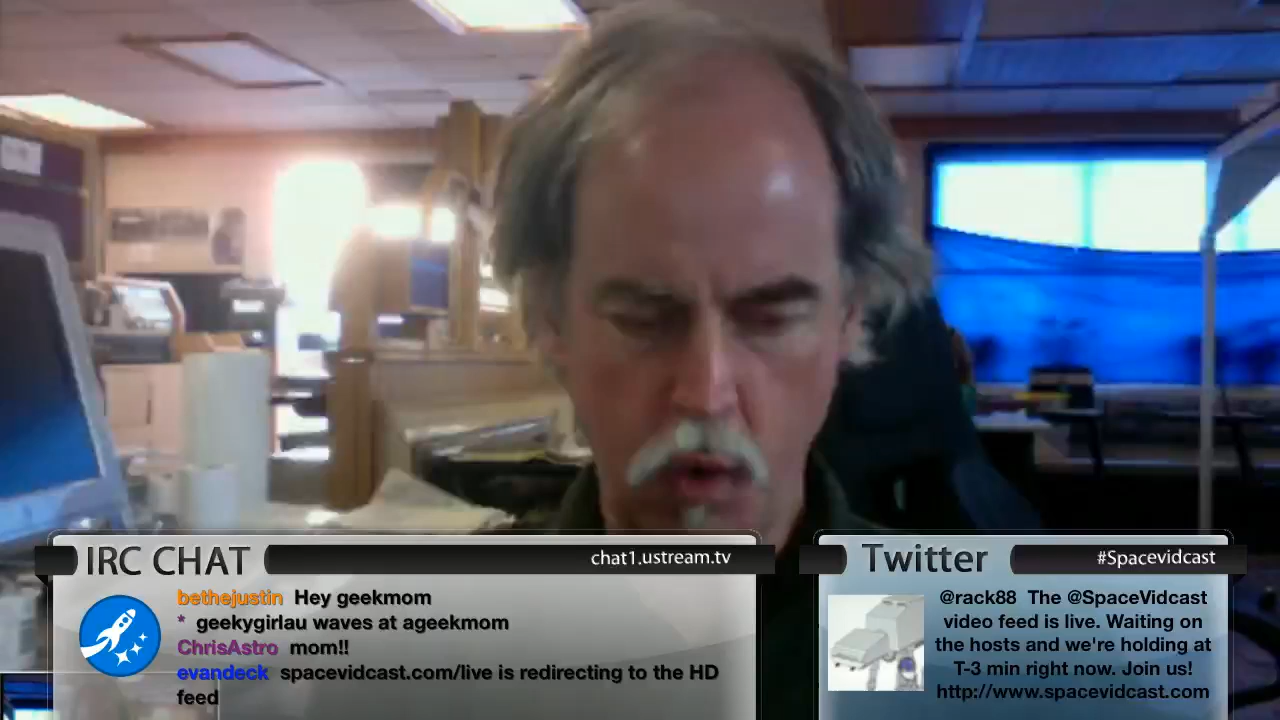 IRC CHAT
chat1.ustream.tv
bethejustin Hey geekmom
* geekygirlau waves at ageekmom
ChrisAstro mom!!
evandeck spacevidcast.com/live is redirecting to the HD
feed
Twitter
#Spacevidcast
@rack88 The @SpaceVidcast
video feed is live. Waiting on
the hosts and we're holding at
T-3 min right now. Join us!
http://www.spacevidcast.com